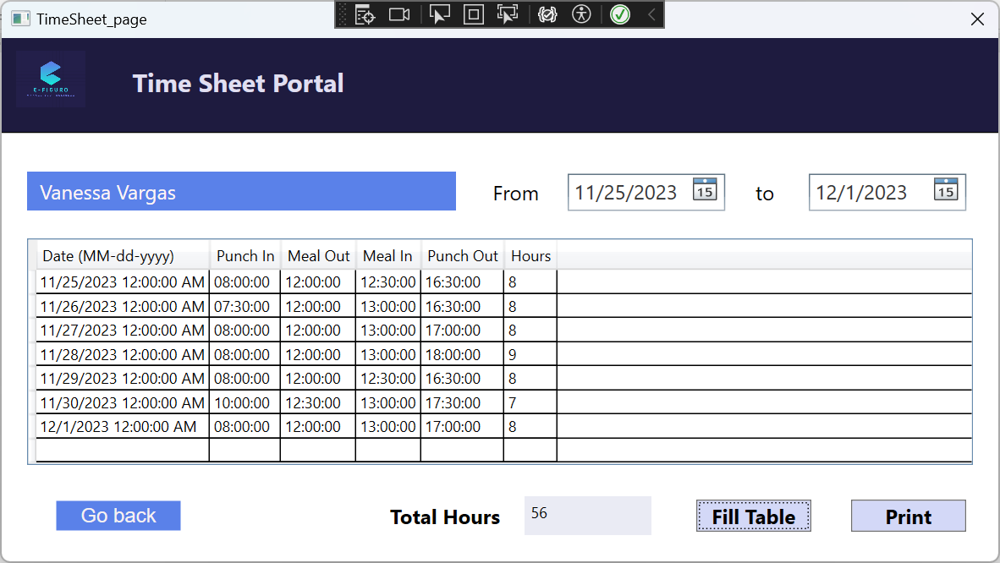 TimeSheet_page
E-FIGURO
Time Sheet Portal
Vanessa Vargas From 11/25/2023 15 to 12/1/2023 15
Date (MM-dd-yyyy) Punch In Meal Out Meal In Punch Out Hours
11/25/2023 12:00:00 AM 08:00:00 12:00:00 12:30:00 16:30:00 8
11/26/2023 12:00:00 AM 07:30:00 12:00:00 13:00:00 16:30:00 8
11/27/2023 12:00:00 AM 08:00:00 12:00:00 13:00:00 17:00:00 8
11/28/2023 12:00:00 AM 08:00:00 12:00:00 13:00:00 18:00:00 9
11/29/2023 12:00:00 AM 08:00:00 12:00:00 12:30:00 16:30:00 8
11/30/2023 12:00:00 AM 10:00:00 12:30:00 13:00:00 17:30:00 7
12/1/2023 12:00:00 AM 08:00:00 12:00:00 13:00:00 17:00:00 8
Go back Total Hours 56 Fill Table Print